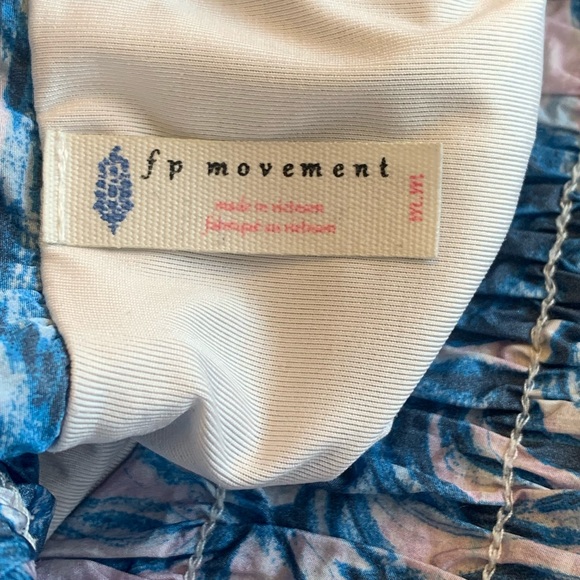 fp movement
made in vietnam
fabriqué au vietnam
m.m